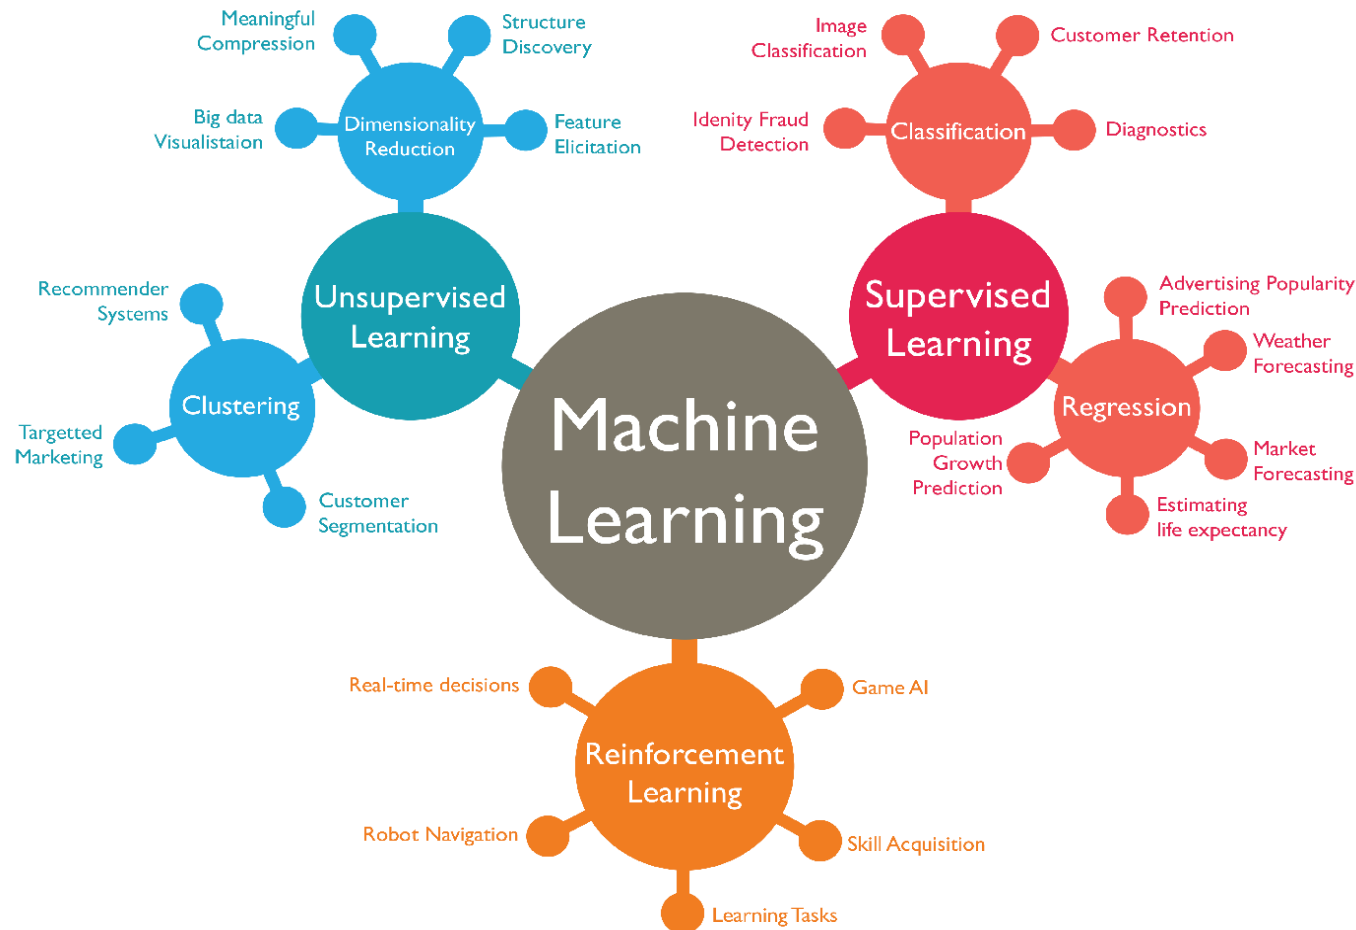 Meaningful
Compression
Structure
Discovery
Big data
Visualistaion
Dimensionality
Reduction
Feature
Elicitation
Image
Classification
Customer Retention
Idenity Fraud
Detection
Classification
Diagnostics
Recommender
Systems
Unsupervised
Learning
Clustering
Targetted
Marketing
Customer
Segmentation
Machine
Learning
Supervised
Learning
Advertising Popularity
Prediction
Weather
Forecasting
Regression
Population
Growth
Prediction
Market
Forecasting
Estimating
life expectancy
Real-time decisions
Game AI
Reinforcement
Learning
Robot Navigation
Skill Acquisition
Learning Tasks